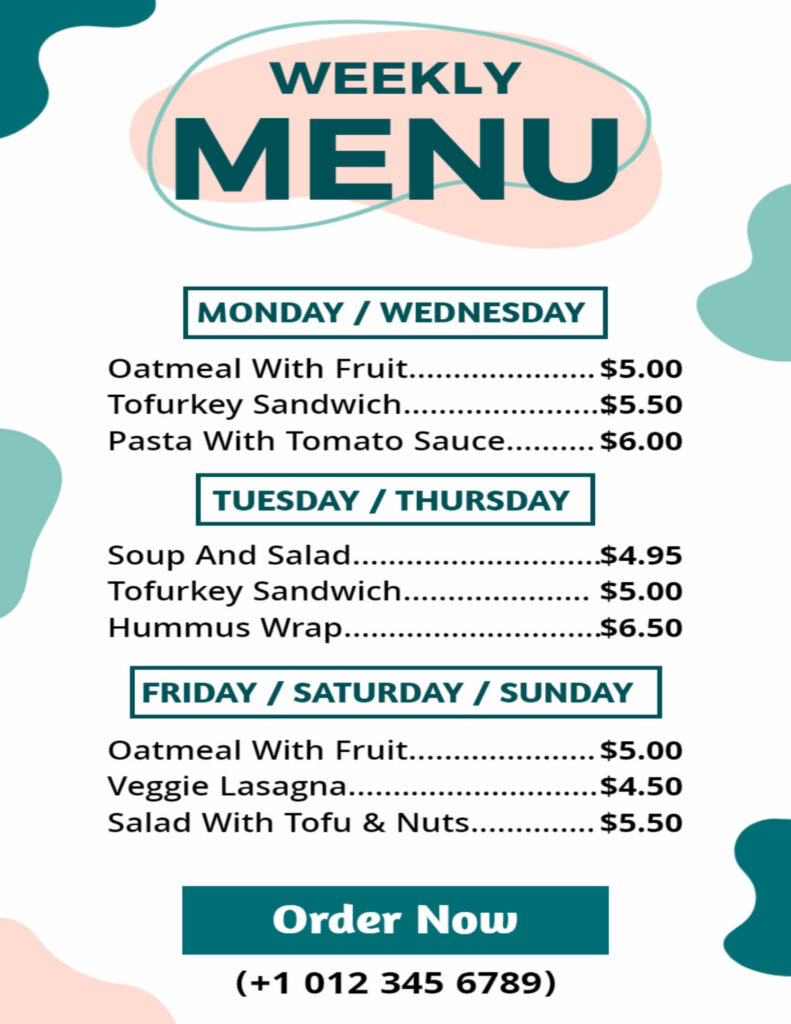 WEEKLY
MENU
MONDAY / WEDNESDAY
Oatmeal With Fruit..................... $5.00
Tofurkey Sandwich......................$5.50
Pasta With Tomato Sauce.......... $6.00
TUESDAY / THURSDAY
Soup And Salad............................$4.95
Tofurkey Sandwich..................... $5.00
Hummus Wrap.............................$6.50
FRIDAY / SATURDAY / SUNDAY
Oatmeal With Fruit..................... $5.00
Veggie Lasagna............................$4.50
Salad With Tofu & Nuts.............. $5.50
Order Now
(+1 012 345 6789)